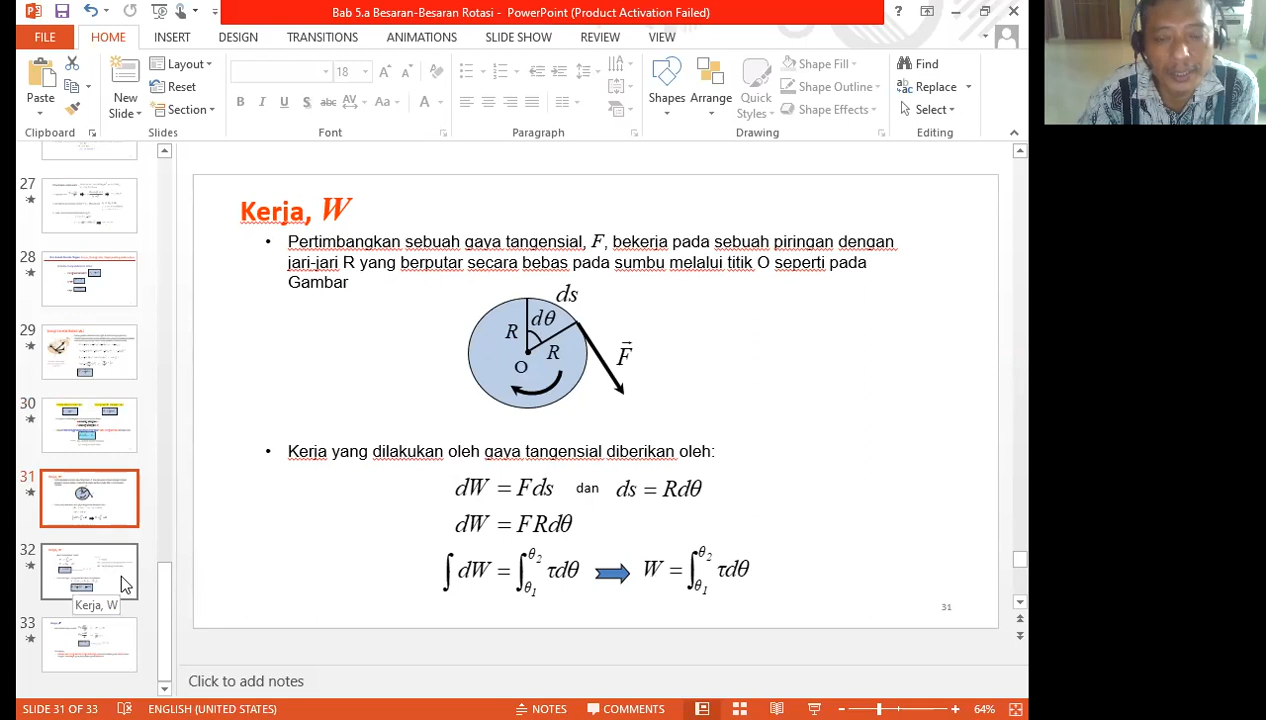 Bab 5.a Besaran-Besaran Rotasi - PowerPoint (Product Activation Failed)
FILE HOME INSERT DESIGN TRANSITIONS ANIMATIONS SLIDE SHOW REVIEW VIEW
Paste
New
Slide
Layout
Reset
Section
18
B I U S abc AV Aa A
Shapes
Arrange
Quick
Styles
Shape Fill
Shape Outline
Shape Effects
Find
Replace
Select
Clipboard Slides Font Paragraph Drawing Editing
27
28
29
30
31
32
Kerja, W
33
Kerja, W
• Pertimbangkan sebuah gaya tangensial, F, bekerja pada sebuah piringan dengan
jari-jari R yang berputar secara bebas pada sumbu melalui titik O seperti pada
Gambar
ds
dθ
R
R
O
F⃗
• Kerja yang dilakukan oleh gaya tangensial diberikan oleh:
dW = Fds dan ds = Rdθ
dW = FRdθ
∫ dW = ∫θ1θ2 τdθ W = ∫θ1θ2 τdθ
31
Click to add notes
SLIDE 31 OF 33 ENGLISH (UNITED STATES) NOTES COMMENTS 64%